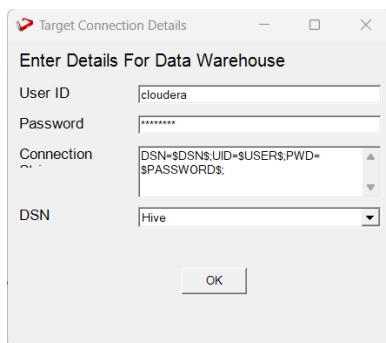 Target Connection Details
Enter Details For Data Warehouse
User ID
cloudera
Password
********
Connection
DSN=$DSN$;UID=$USER$;PWD=
$PASSWORD$;
DSN
Hive
OK